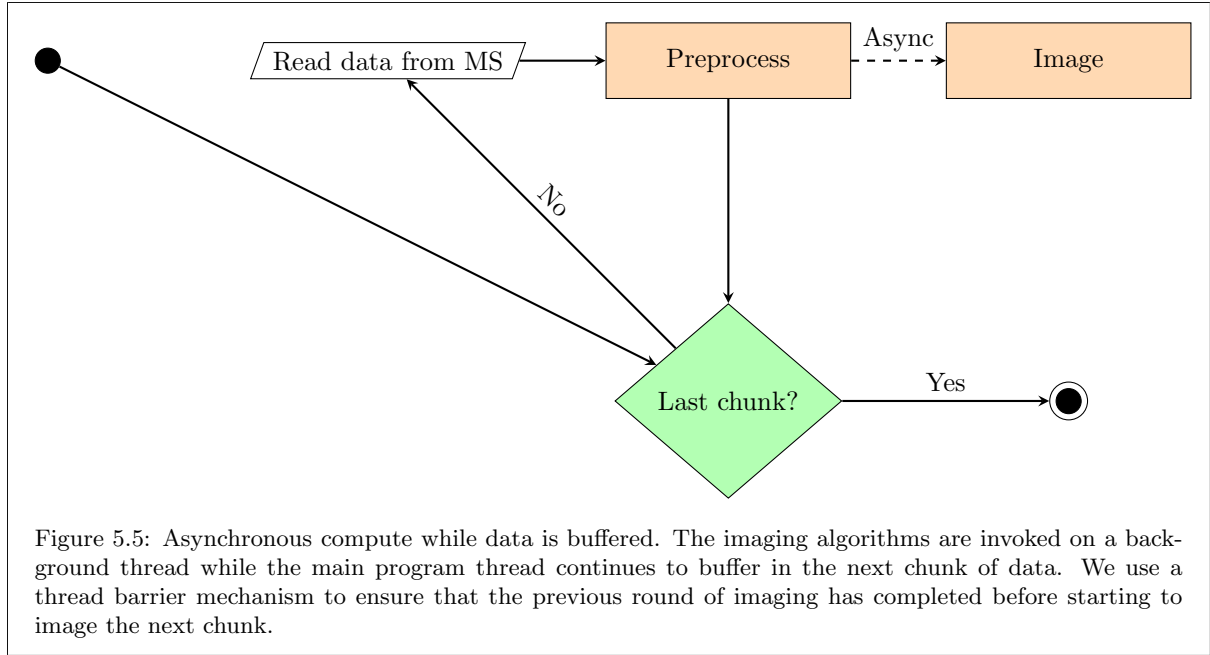 Read data from MS
Preprocess
Async
Image
No
Last chunk?
Yes
Figure 5.5: Asynchronous compute while data is buffered. The imaging algorithms are invoked on a back-
ground thread while the main program thread continues to buffer in the next chunk of data. We use a
thread barrier mechanism to ensure that the previous round of imaging has completed before starting to
image the next chunk.